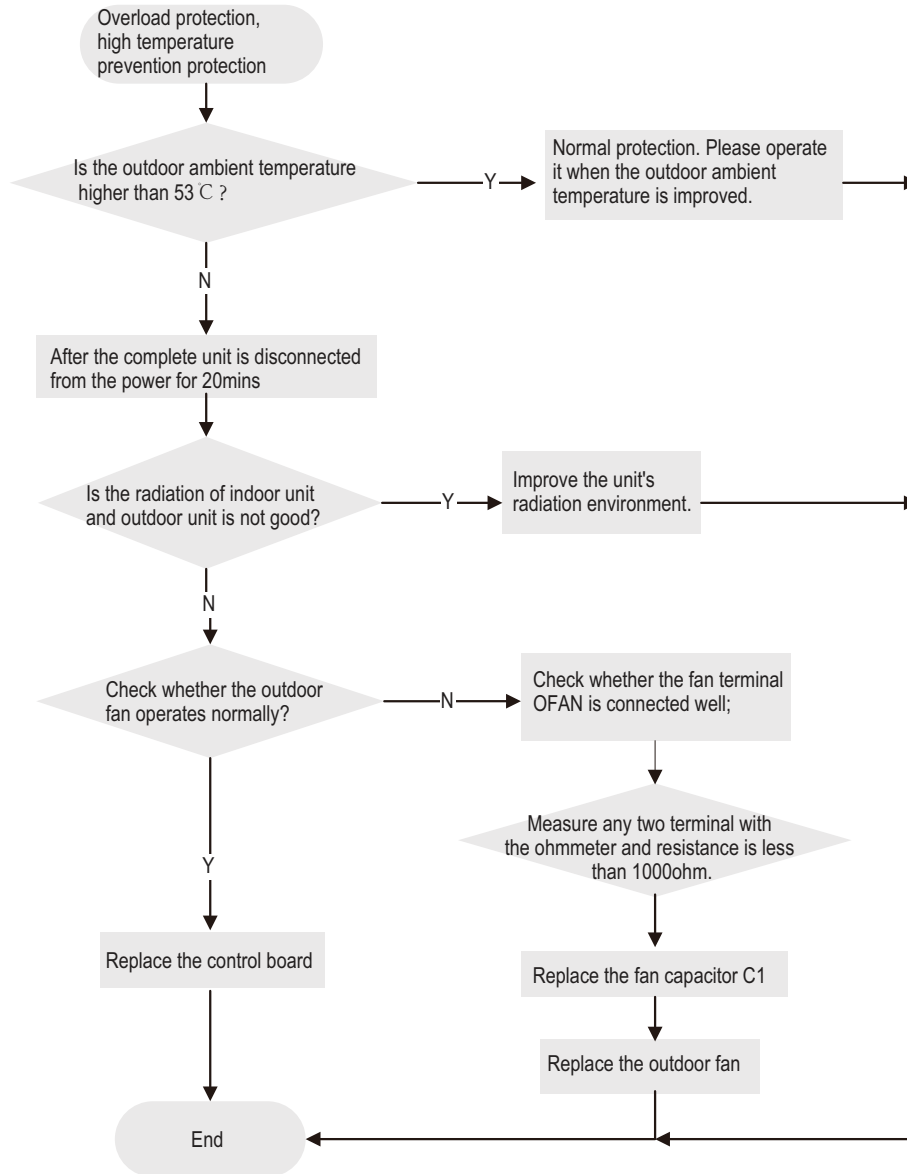 Overload protection,
high temperature
prevention protection
Is the outdoor ambient temperature
higher than 53℃ ?
Y
Normal protection. Please operate
it when the outdoor ambient
temperature is improved.
N
After the complete unit is disconnected
from the power for 20mins
Is the radiation of indoor unit
and outdoor unit is not good?
Y
Improve the unit's
radiation environment.
N
Check whether the outdoor
fan operates normally?
N
Check whether the fan terminal
OFAN is connected well;
Measure any two terminal with
the ohmmeter and resistance is less
than 1000ohm.
Y
Replace the control board
Replace the fan capacitor C1
Replace the outdoor fan
End